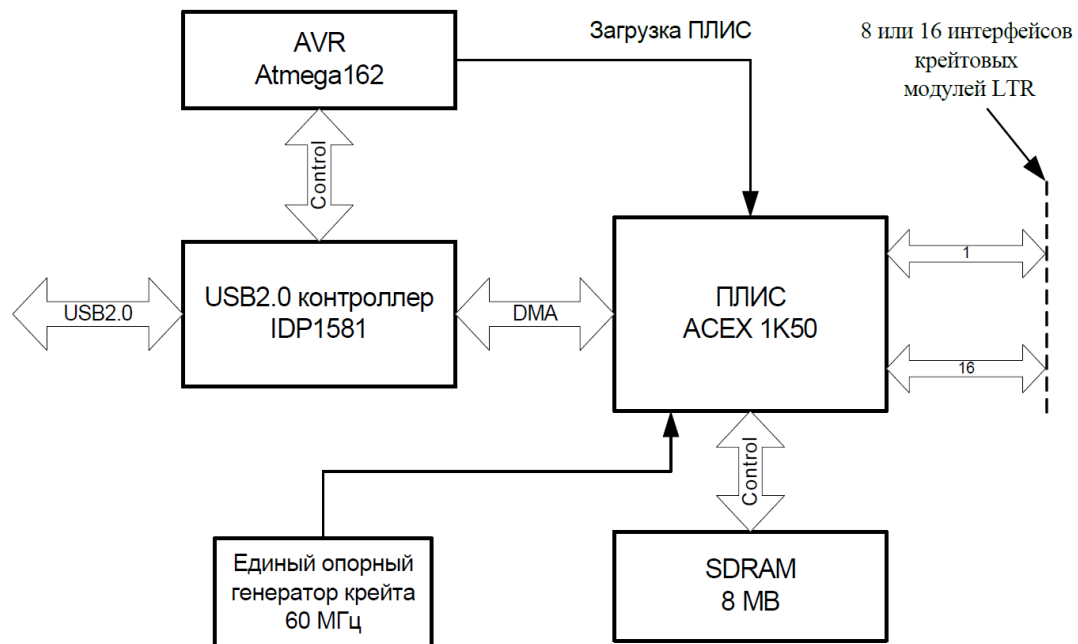 AVR
Atmega162
Загрузка ПЛИС
8 или 16 интерфейсов
крейтовых
модулей LTR
Control
USB2.0
USB2.0 контроллер
IDP1581
DMA
ПЛИС
ACEX 1K50
1
16
Control
Единый опорный
генератор крейта
60 МГц
SDRAM
8 MB